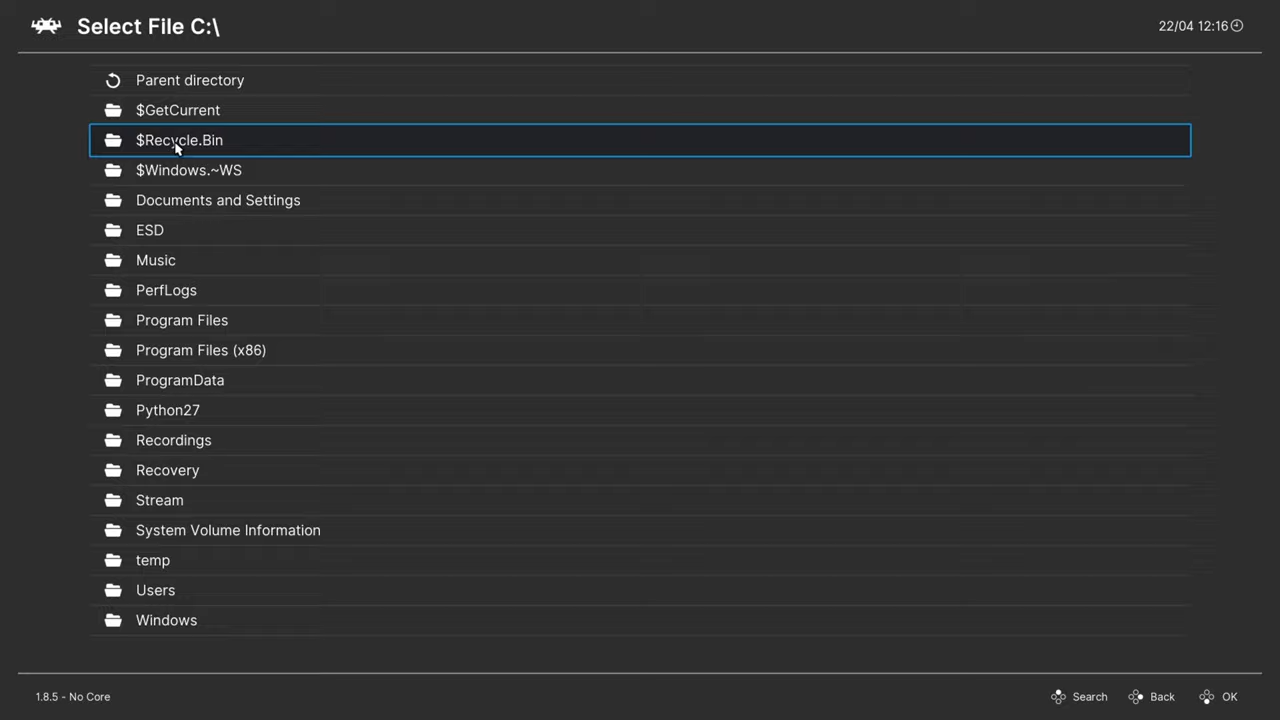 Select File C:\
22/04 12:16
Parent directory
$GetCurrent
$Recycle.Bin
$Windows.~WS
Documents and Settings
ESD
Music
PerfLogs
Program Files
Program Files (x86)
ProgramData
Python27
Recordings
Recovery
Stream
System Volume Information
temp
Users
Windows
1.8.5 - No Core
Search
Back
OK